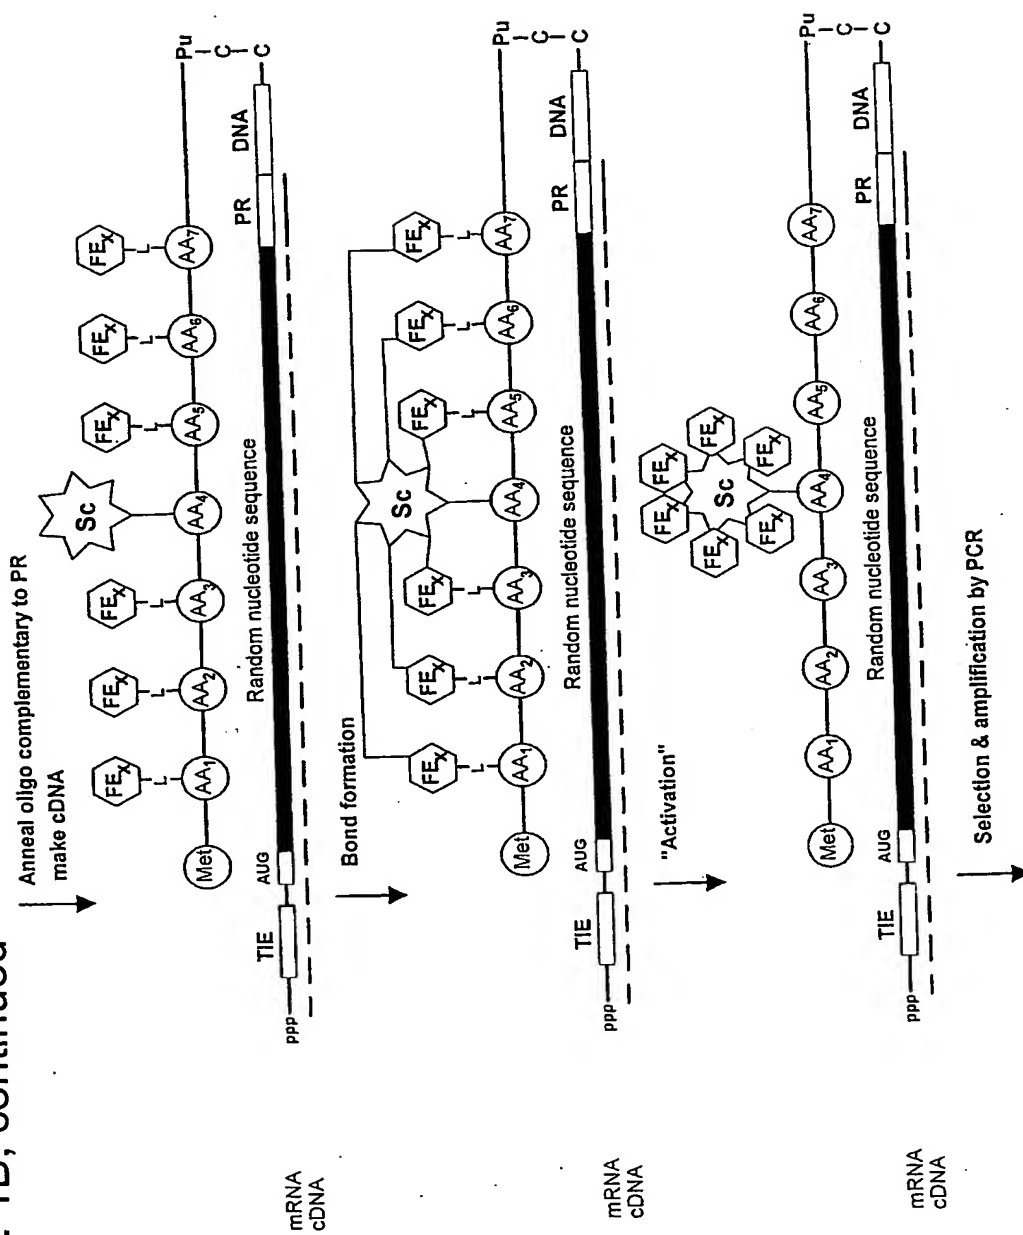 1D, continued
Anneal oligo complementary to PR
make cDNA
FEX FEX FEX Sc FEX FEX FEX
L L L L L L
Met AA1 AA2 AA3 AA4 AA5 AA6 AA7 Pu
C
C
TIE AUG Random nucleotide sequence PR DNA
mRNA ppp
cDNA
Bond formation
FEX FEX FEX Sc FEX FEX FEX
L L L L L L
Met AA1 AA2 AA3 AA4 AA5 AA6 AA7 Pu
C
C
TIE AUG Random nucleotide sequence PR DNA
mRNA ppp
cDNA
"Activation"
FEX FEX
FEX Sc FEX
FEX FEX
Met AA1 AA2 AA3 AA4 AA5 AA6 AA7 Pu
C
C
TIE AUG Random nucleotide sequence PR DNA
mRNA ppp
cDNA
Selection & amplification by PCR